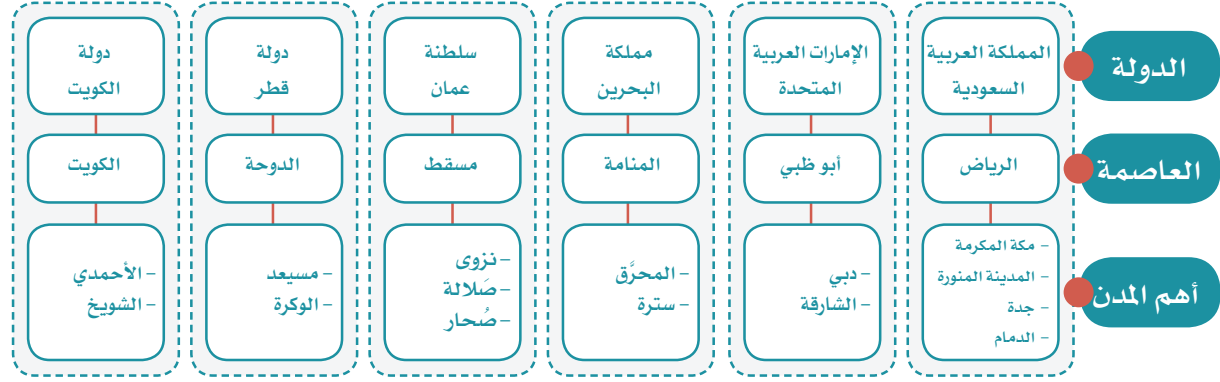 الدولة
المملكة العربية
السعودية
الإمارات العربية
المتحدة
مملكة
البحرين
سلطنة
عمان
دولة
قطر
دولة
الكويت
العاصمة
الرياض
أبو ظبي
المنامة
مسقط
الدوحة
الكويت
أهم المدن
- مكة المكرمة
- المدينة المنورة
- جدة
- الدمام
- دبي
- الشارقة
- المحرَّق
- سترة
- نزوى
- صَلالة
- صُحار
- مسيعد
- الوكرة
- الأحمدي
- الشويخ